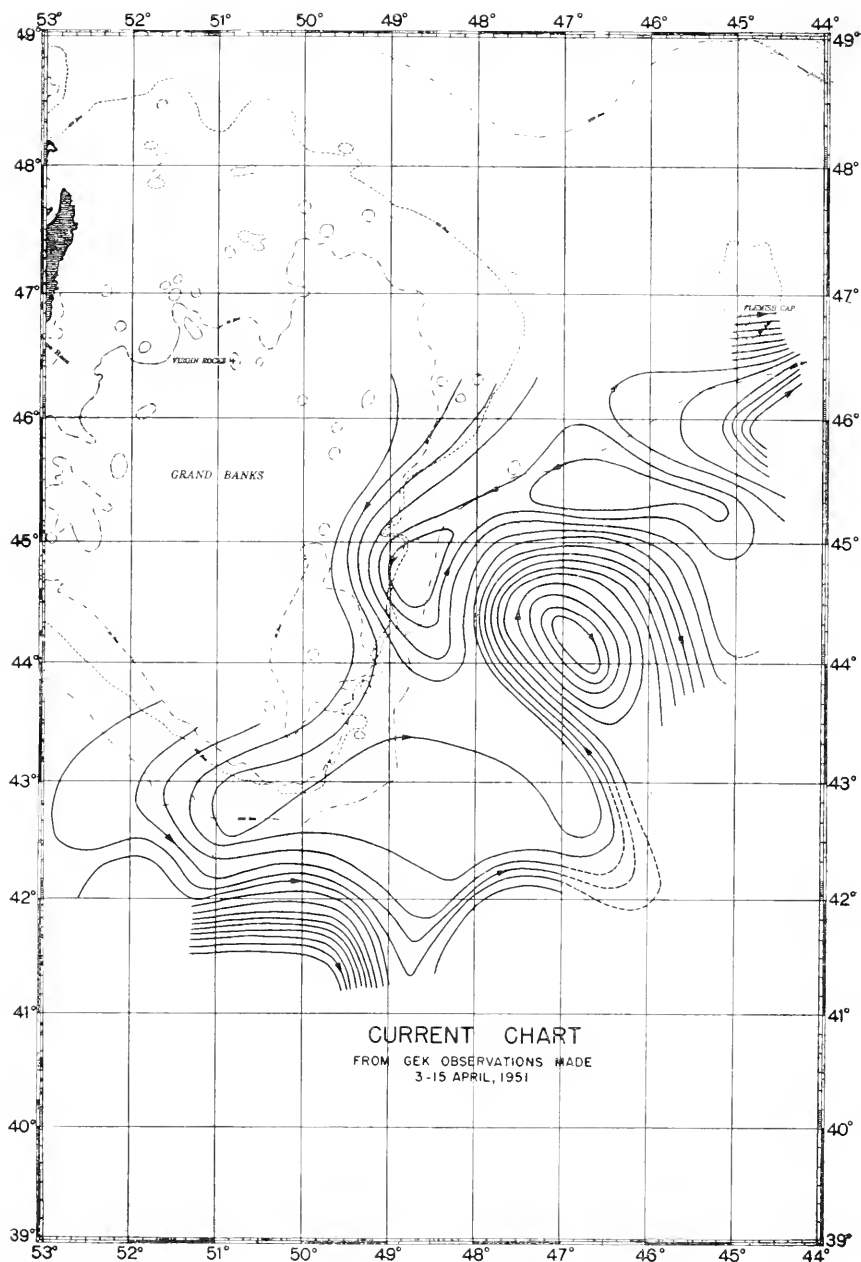 53° 52° 51° 50° 49° 48° 47° 46° 45° 44°
49° 49°
48° 48°
47° 47°
FLEMISH CAP
VIRGIN ROCKS
46° 46°
GRAND BANKS
45° 45°
44° 44°
43° 43°
42° 42°
41° 41°
CURRENT CHART
FROM GEK OBSERVATIONS MADE
3-15 APRIL, 1951
40° 40°
39° 39°
53° 52° 51° 50° 49° 48° 47° 46° 45° 44°